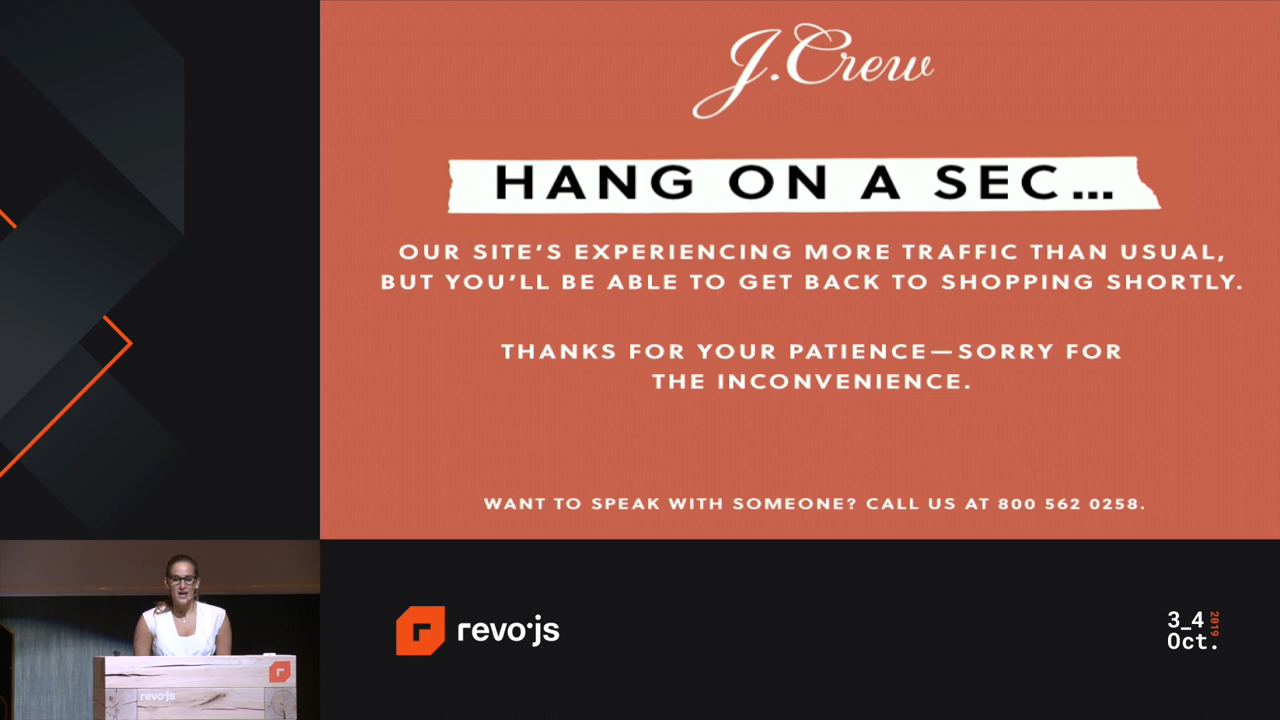 J.Crew
HANG ON A SEC...
OUR SITE’S EXPERIENCING MORE TRAFFIC THAN USUAL,
BUT YOU’LL BE ABLE TO GET BACK TO SHOPPING SHORTLY.
THANKS FOR YOUR PATIENCE—SORRY FOR
THE INCONVENIENCE.
WANT TO SPEAK WITH SOMEONE? CALL US AT 800 562 0258.
r
revo·js
r
revo·js
3_4 2019
Oct.